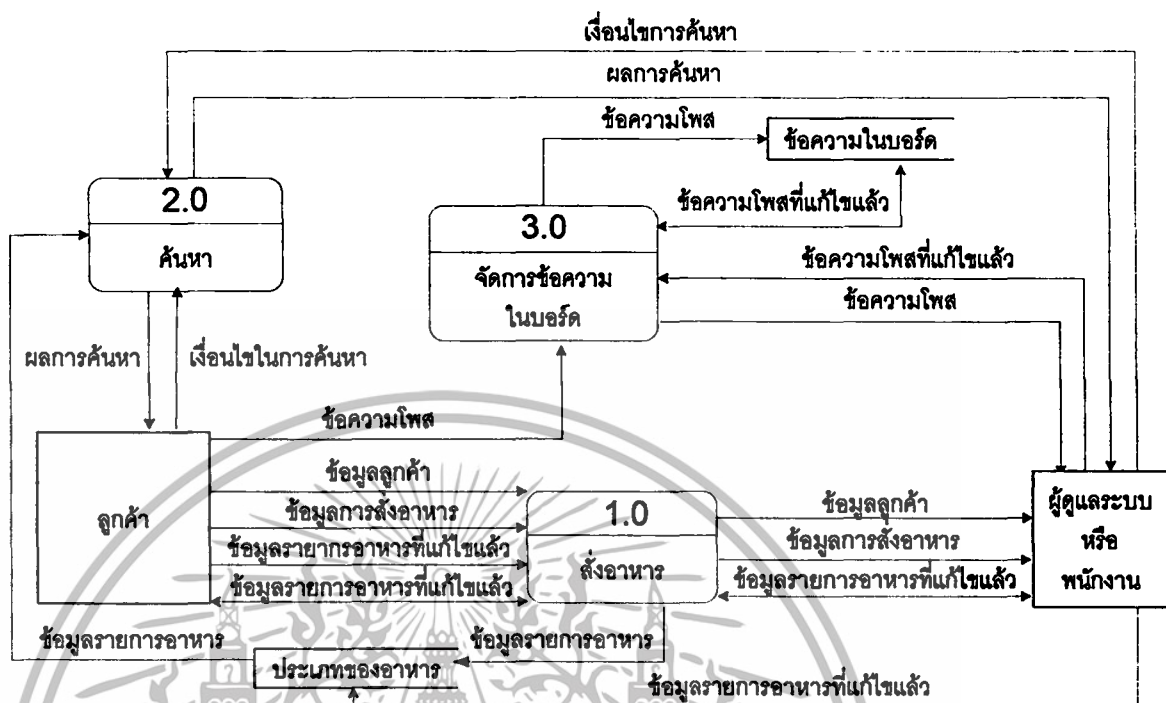 เงื่อนไขการค้นหา
ผลการค้นหา
ข้อความโพส
ข้อความในบอร์ด
2.0
ค้นหา
ข้อความโพสที่แก้ไขแล้ว
3.0
จัดการข้อความ
ในบอร์ด
ข้อความโพสที่แก้ไขแล้ว
ข้อความโพส
ผลการค้นหา
เงื่อนไขในการค้นหา
ข้อความโพส
ลูกค้า
ข้อมูลลูกค้า
ข้อมูลการสั่งอาหาร
ข้อมูลรายากรอาหารที่แก้ไขแล้ว
ข้อมูลรายการอาหารที่แก้ไขแล้ว
1.0
สั่งอาหาร
ข้อมูลลูกค้า
ข้อมูลการสั่งอาหาร
ข้อมูลรายการอาหารที่แก้ไขแล้ว
ผู้ดูแลระบบ
หรือ
พนักงาน
ข้อมูลรายการอาหาร
ข้อมูลรายการอาหาร
ประเภทของอาหาร
ข้อมูลรายการอาหารที่แก้ไขแล้ว